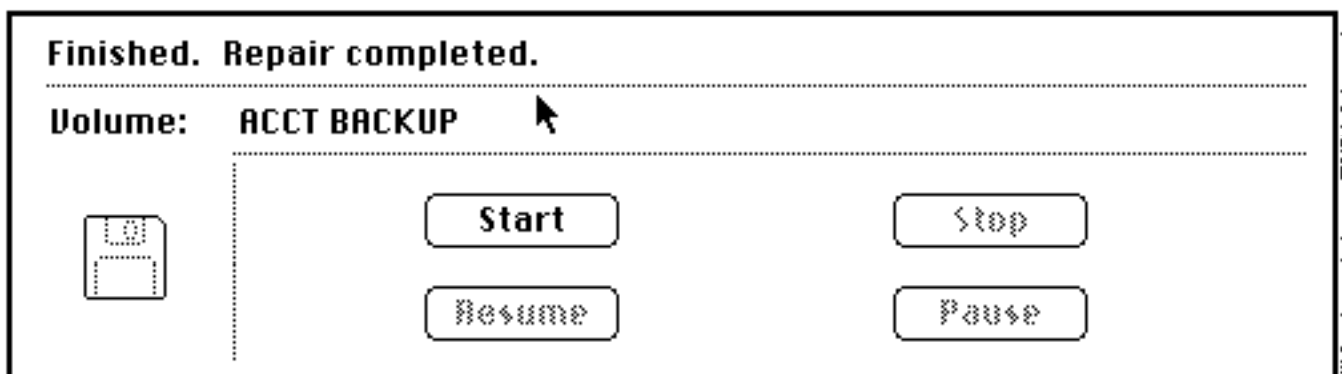 Finished. Repair completed.
Volume: ACCT BACKUP
Start Stop
Resume Pause